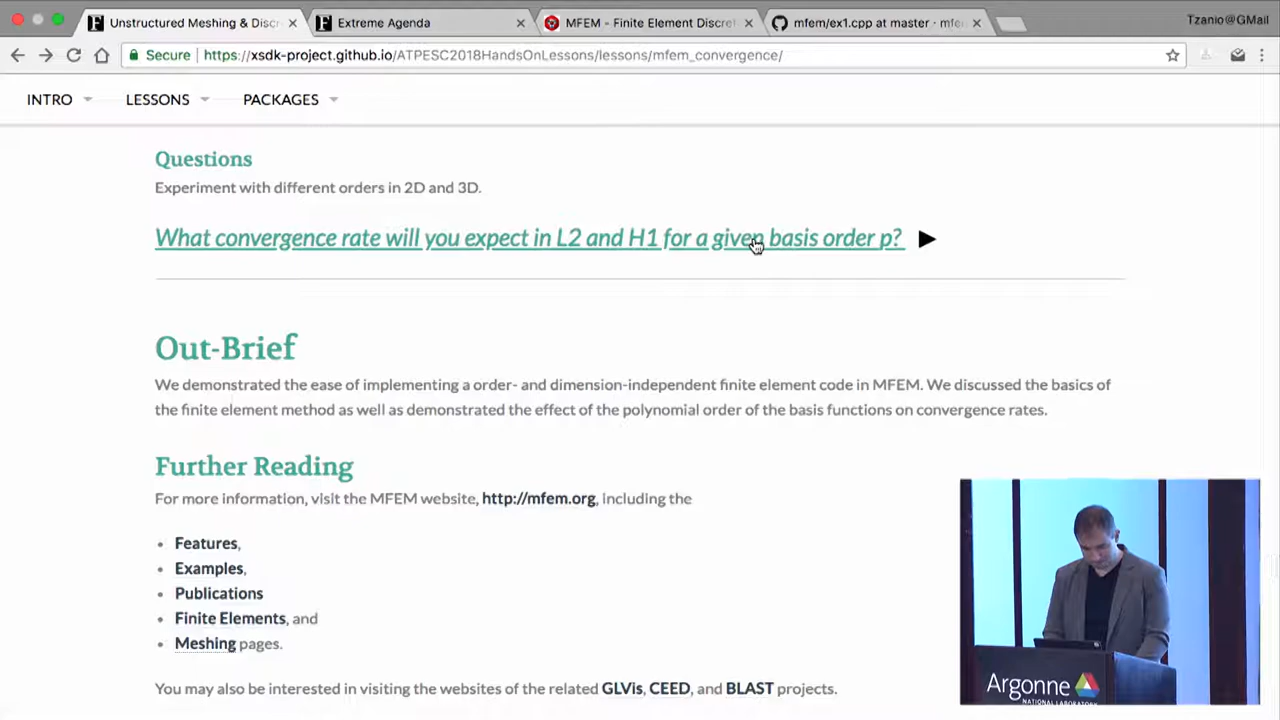 Unstructured Meshing & Discr
Extreme Agenda
MFEM - Finite Element Discret
mfem/ex1.cpp at master · mfe
Tzanio@GMail
Secure
https://xsdk-project.github.io/ATPESC2018HandsOnLessons/lessons/mfem_convergence/
INTRO
LESSONS
PACKAGES
Questions
Experiment with different orders in 2D and 3D.
What convergence rate will you expect in L2 and H1 for a given basis order p?
Out-Brief
We demonstrated the ease of implementing a order- and dimension-independent finite element code in MFEM. We discussed the basics of
the finite element method as well as demonstrated the effect of the polynomial order of the basis functions on convergence rates.
Further Reading
For more information, visit the MFEM website, http://mfem.org, including the
• Features,
• Examples,
• Publications
• Finite Elements, and
• Meshing pages.
You may also be interested in visiting the websites of the related GLVis, CEED, and BLAST projects.
Argonne
NATIONAL LABORATORY